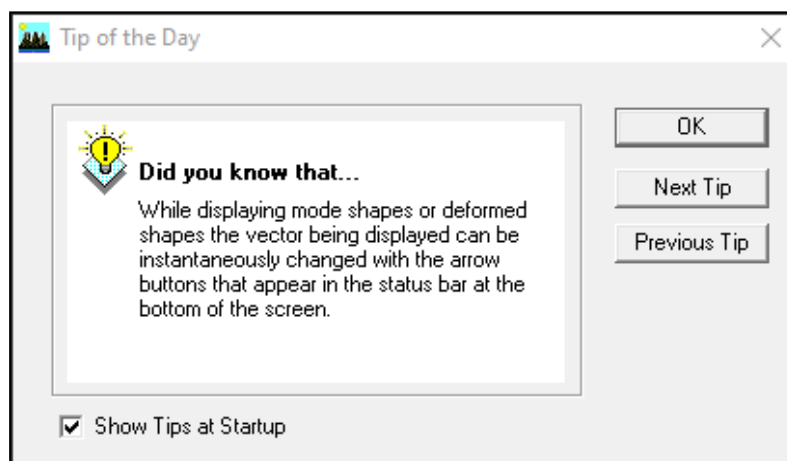 Tip of the Day
OK
Did you know that...
Next Tip
While displaying mode shapes or deformed
shapes the vector being displayed can be
Previous Tip
instantaneously changed with the arrow
buttons that appear in the status bar at the
bottom of the screen.
Show Tips at Startup